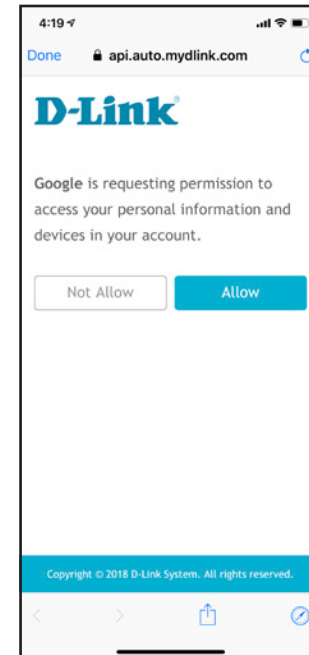 4:19
Done api.auto.mydlink.com
D-Link
Google is requesting permission to
access your personal information and
devices in your account.
Not Allow Allow
Copyright © 2018 D-Link System. All rights reserved.